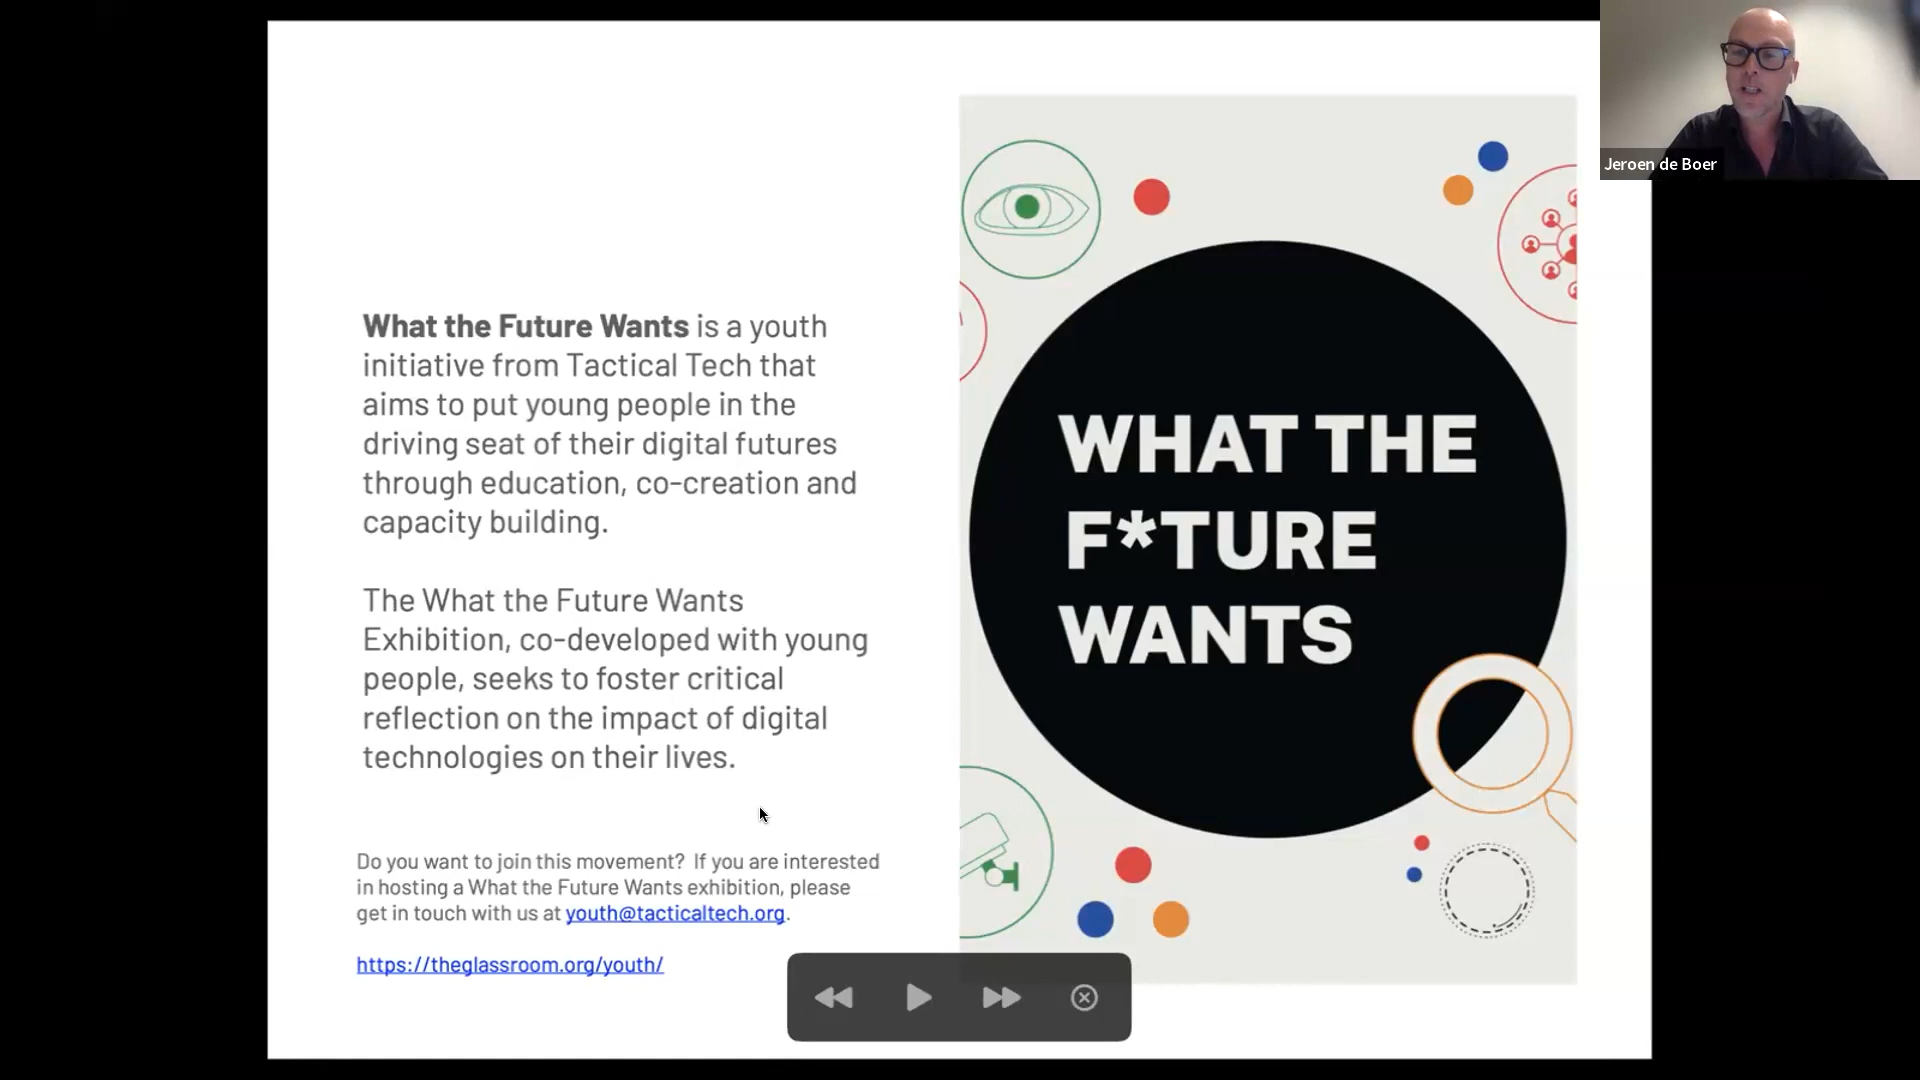 What the Future Wants is a youth
initiative from Tactical Tech that
aims to put young people in the
driving seat of their digital futures
through education, co-creation and
capacity building.
The What the Future Wants
Exhibition, co-developed with young
people, seeks to foster critical
reflection on the impact of digital
technologies on their lives.
Do you want to join this movement? If you are interested
in hosting a What the Future Wants exhibition, please
get in touch with us at youth@tacticaltech.org.
https://theglassroom.org/youth/
WHAT THE
F*TURE
WANTS
Jeroen de Boer